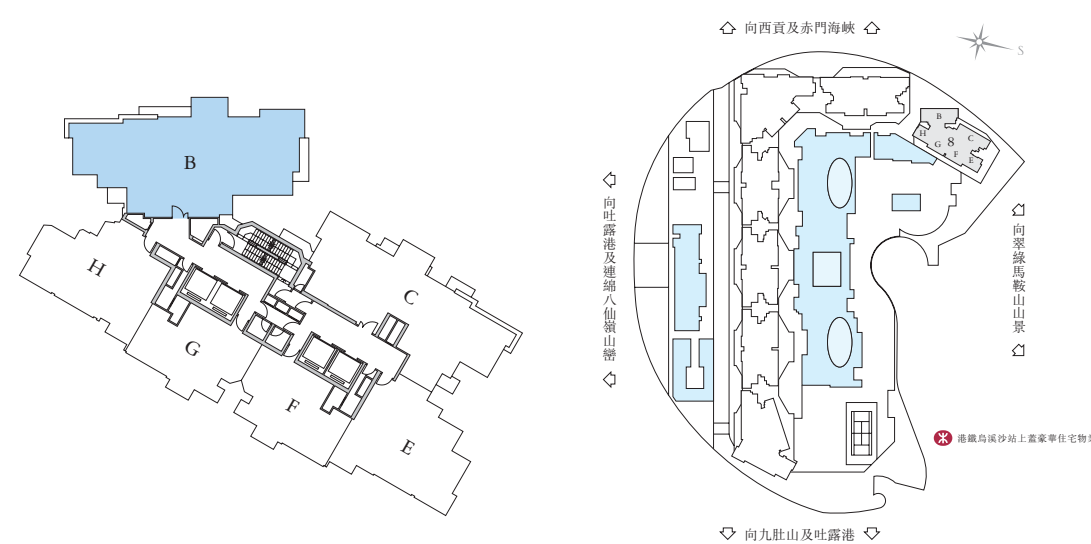 B
H
C
G
F
E
向西貢及赤門海峽
S
B
H
C
8
G
F
E
向吐露港及連綿八仙嶺山巒
向翠綠馬鞍山山景
港鐵烏溪沙站上蓋豪華住宅物業
向九肚山及吐露港